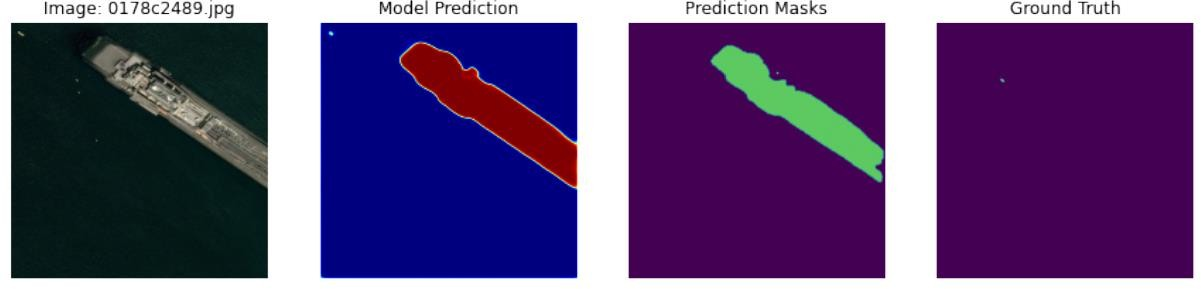 Image: 0178c2489.jpg
Model Prediction
Prediction Masks
Ground Truth